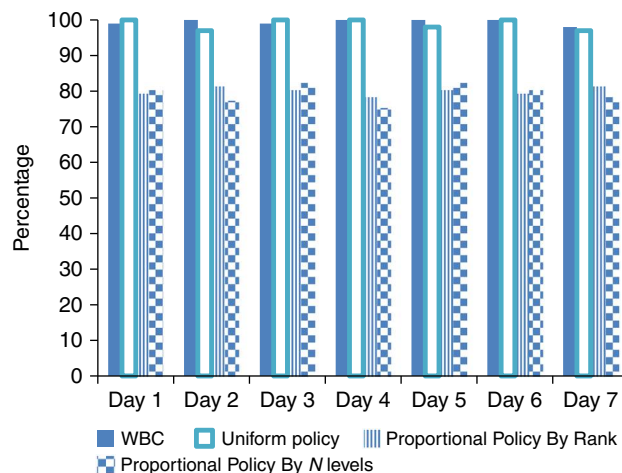 100
90
80
70
60
50
40
30
20
10
0
Percentage
Day 1 Day 2 Day 3 Day 4 Day 5 Day 6 Day 7
WBC Uniform policy Proportional Policy By Rank
Proportional Policy By N levels